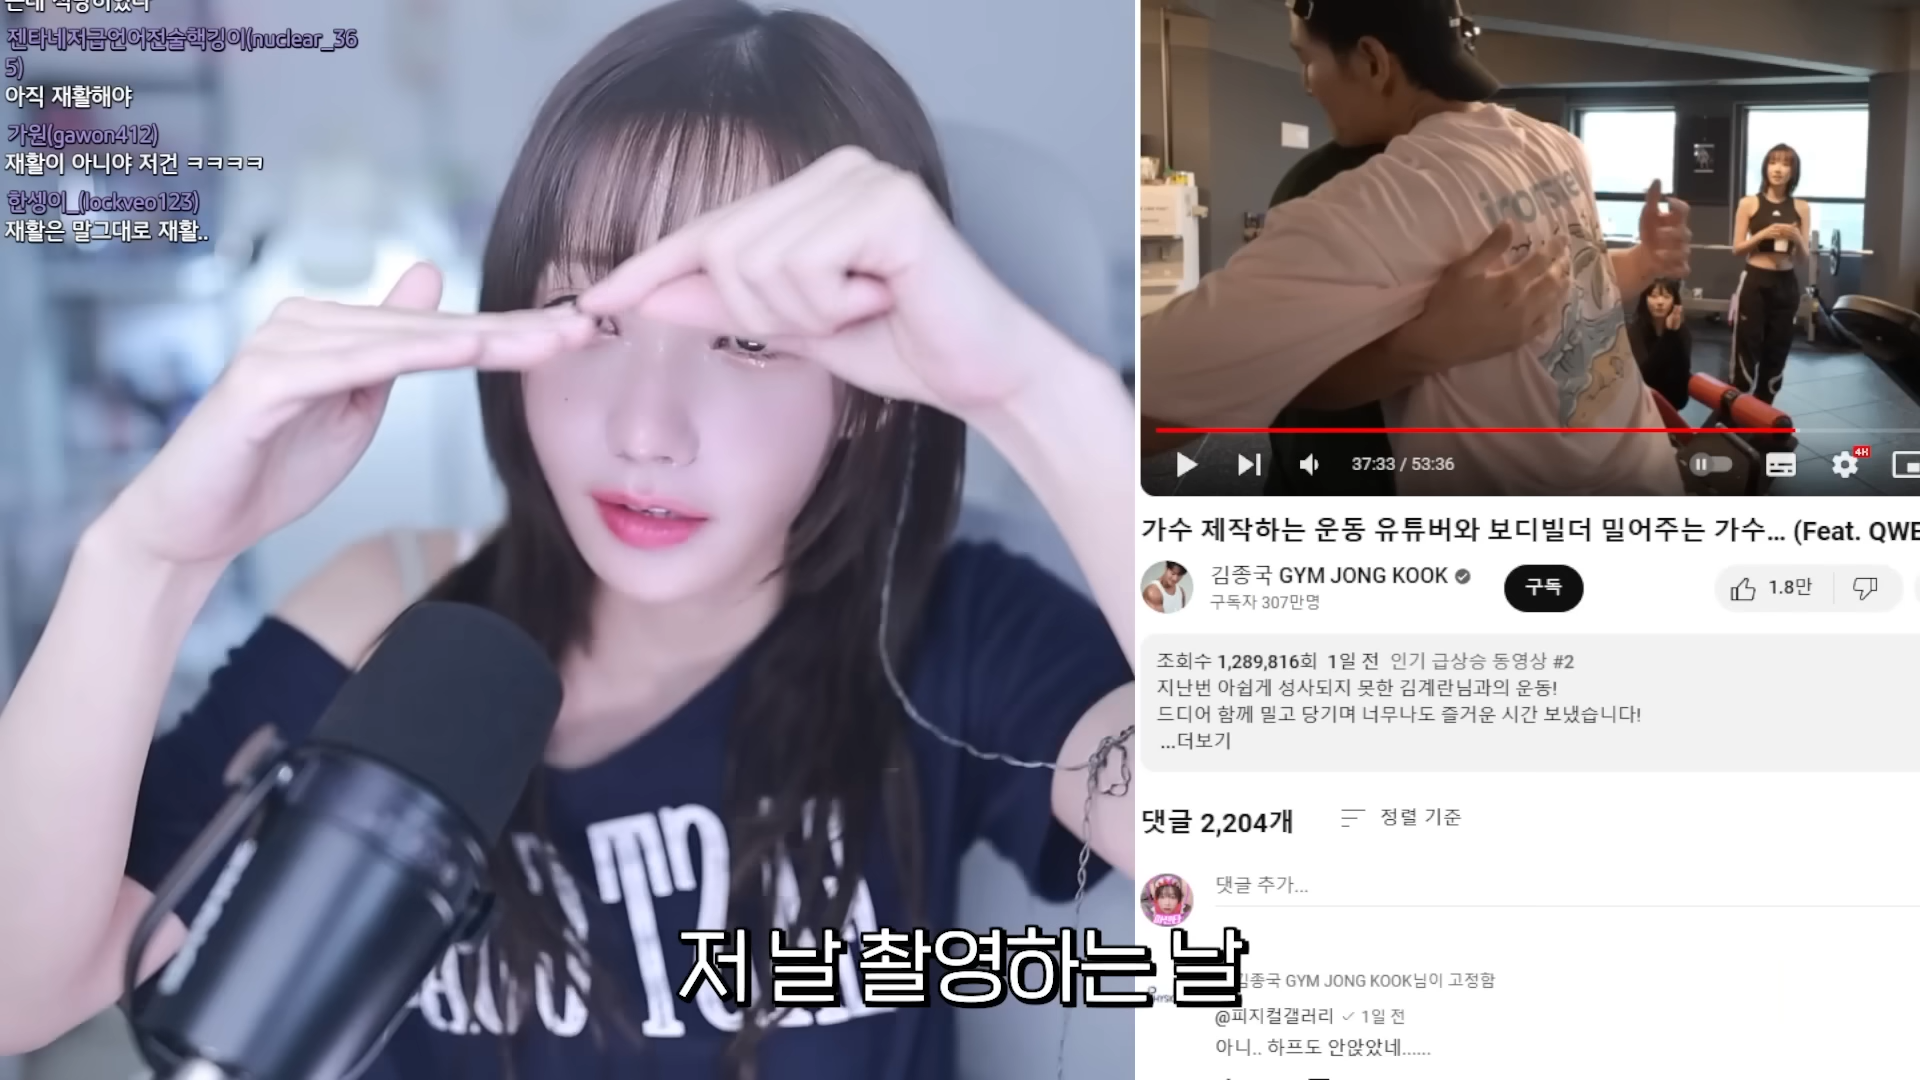 젠타네저금언어전술핵깅이(nuclear_36
5)
아직 재활해야
가원(gawon412)
재활이 아니야 저건 ㅋㅋㅋㅋ
한셍이_(lockveo123)
재활은 말그대로 재활..
저 날 촬영하는 날
37:33 / 53:36
가수 제작하는 운동 유튜버와 보디빌더 밀어주는 가수... (Feat. QWE
김종국 GYM JONG KOOK
구독자 307만명
구독
1.8만
조회수 1,289,816회 1일 전 인기 급상승 동영상 #2
지난번 아쉽게 성사되지 못한 김계란님과의 운동!
드디어 함께 밀고 당기며 너무나도 즐거운 시간 보냈습니다!
...더보기
댓글 2,204개
정렬 기준
댓글 추가...
김종국 GYM JONG KOOK님이 고정함
@피지컬갤러리 1일 전
아니.. 하프도 안앉았네......